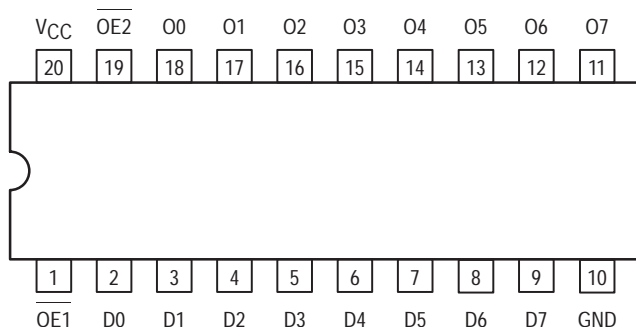 VCC OE2 O0 O1 O2 O3 O4 O5 O6 O7
20 19 18 17 16 15 14 13 12 11
1 2 3 4 5 6 7 8 9 10
OE1 D0 D1 D2 D3 D4 D5 D6 D7 GND